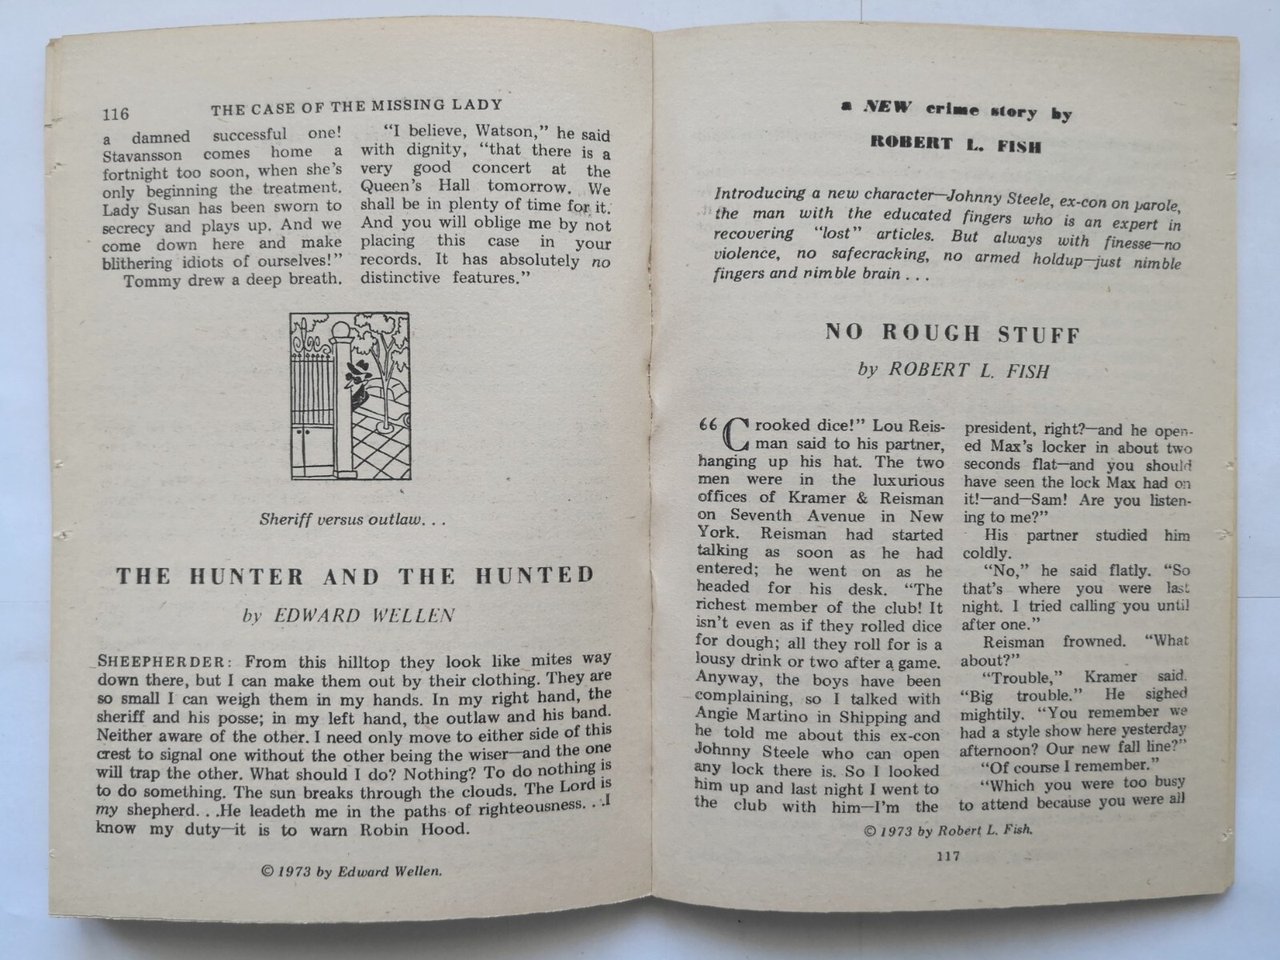 116
THE CASE OF THE MISSING LADY
a damned successful one!
Stavansson comes home a
fortnight too soon, when she's
only beginning the treatment.
Lady Susan has been sworn to
secrecy and plays up. And we
come down here and make
blithering idiots of ourselves!"
Tommy drew a deep breath.
"I believe, Watson," he said
with dignity, "that there is a
very good concert at the
Queen's Hall tomorrow. We
shall be in plenty of time for it.
And you will oblige me by not
placing this case in your
records. It has absolutely no
distinctive features."
Sheriff versus outlaw. . .
THE HUNTER AND THE HUNTED
by EDWARD WELLEN
SHEEPHERDER: From this hilltop they look like mites way
down there, but I can make them out by their clothing. They are
so small I can weigh them in my hands. In my right hand, the
sheriff and his posse; in my left hand, the outlaw and his band.
Neither aware of the other. I need only move to either side of this
crest to signal one without the other being the wiser—and the one
will trap the other. What should I do? Nothing? To do nothing is
to do something. The sun breaks through the clouds. The Lord is
my shepherd. . .He leadeth me in the paths of righteousness. . .I
know my duty—it is to warn Robin Hood.
© 1973 by Edward Wellen.
a NEW crime story by
ROBERT L. FISH
Introducing a new character—Johnny Steele, ex-con on parole,
the man with the educated fingers who is an expert in
recovering "lost" articles. But always with finesse—no
violence, no safecracking, no armed holdup—just nimble
fingers and nimble brain . . .
NO ROUGH STUFF
by ROBERT L. FISH
"Crooked dice!" Lou Reis-
man said to his partner,
hanging up his hat. The two
men were in the luxurious
offices of Kramer & Reisman
on Seventh Avenue in New
York. Reisman had started
talking as soon as he had
entered; he went on as he
headed for his desk. "The
richest member of the club! It
isn't even as if they rolled dice
for dough; all they roll for is a
lousy drink or two after a game.
Anyway, the boys have been
complaining, so I talked with
Angie Martino in Shipping and
he told me about this ex-con
Johnny Steele who can open
any lock there is. So I looked
him up and last night I went to
the club with him—I'm the
president, right?—and he open-
ed Max's locker in about two
seconds flat—and you should
have seen the lock Max had on
it!—and—Sam! Are you listen-
ing to me?"
His partner studied him
coldly.
"No," he said flatly. "So
that's where you were last
night. I tried calling you until
after one."
Reisman frowned. "What
about?"
"Trouble," Kramer said.
"Big trouble." He sighed
mightily. "You remember we
had a style show here yesterday
afternoon? Our new fall line?"
"Of course I remember."
"Which you were too busy
to attend because you were all
© 1973 by Robert L. Fish.
117